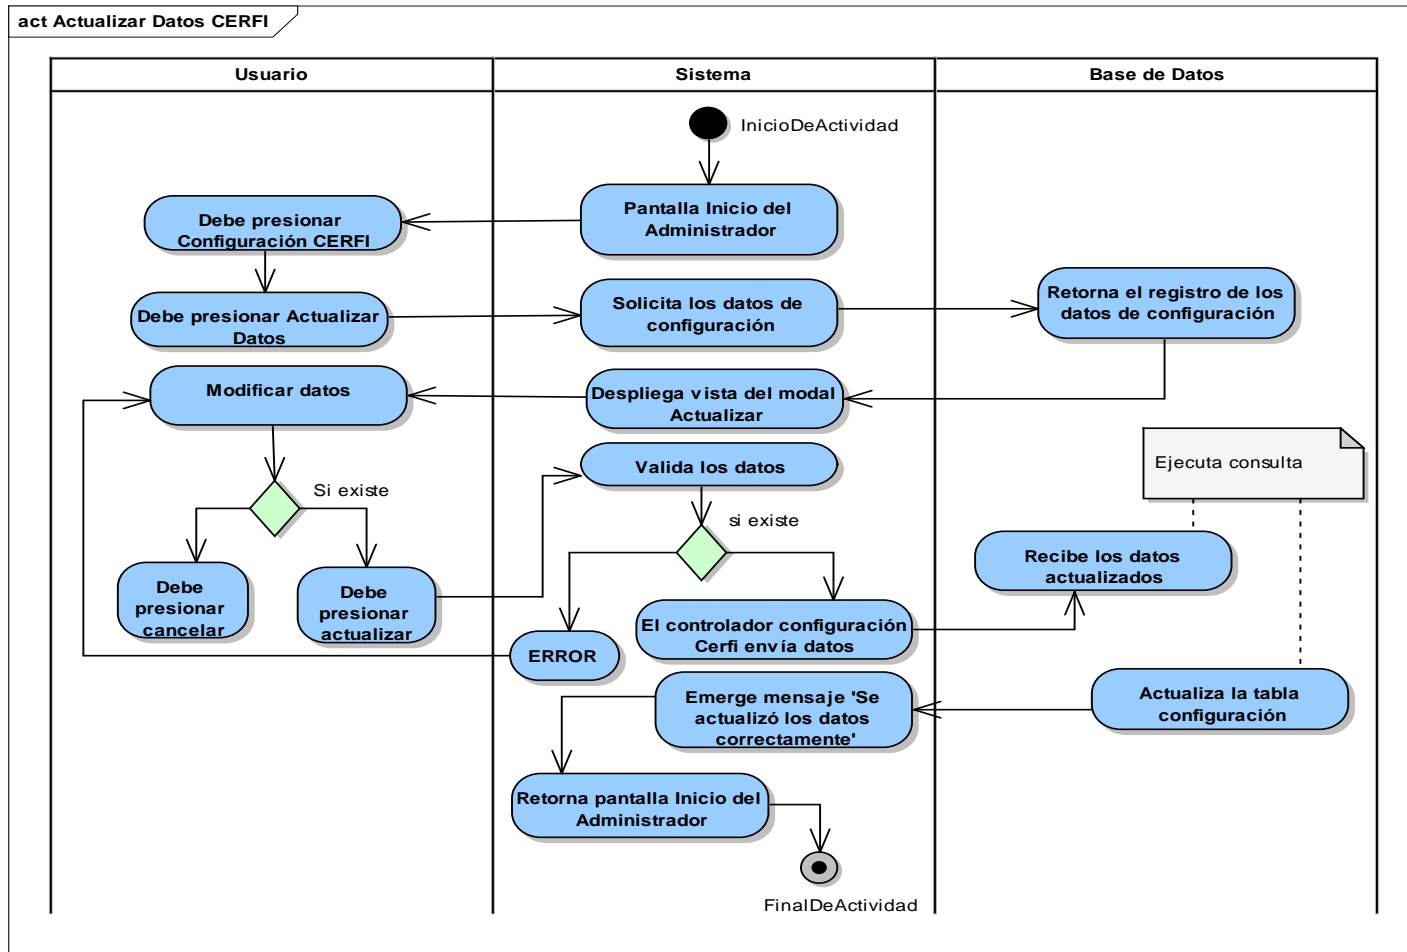 act Actualizar Datos CERFI
Usuario
Sistema
Base de Datos
InicioDeActividad
Pantalla Inicio del
Administrador
Debe presionar
Configuración CERFI
Debe presionar Actualizar
Datos
Solicita los datos de
configuración
Retorna el registro de los
datos de configuración
Modificar datos
Despliega vista del modal
Actualizar
Valida los datos
Ejecuta consulta
Si existe
si existe
Debe
presionar
cancelar
Debe
presionar
actualizar
Recibe los datos
actualizados
El controlador configuración
Cerfi envía datos
ERROR
Emerge mensaje 'Se
actualizó los datos
correctamente'
Actualiza la tabla
configuración
Retorna pantalla Inicio del
Administrador
FinalDeActividad